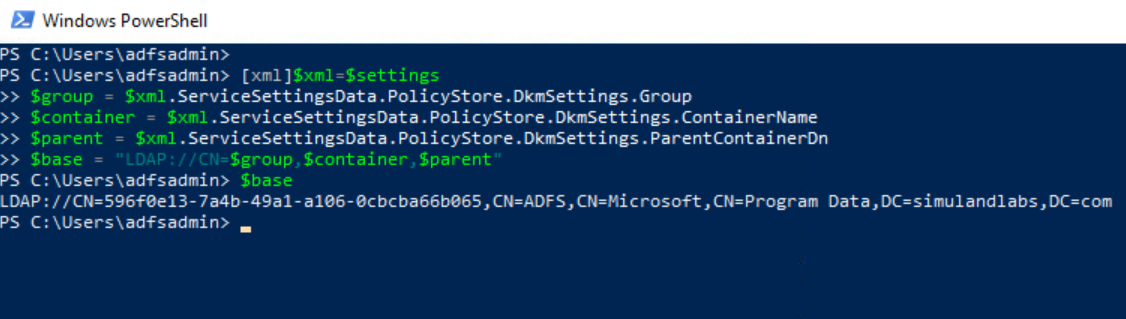 Windows PowerShell
PS C:\Users\adfsadmin>
PS C:\Users\adfsadmin> [xml]$xml=$settings
>> $group = $xml.ServiceSettingsData.PolicyStore.DkmSettings.Group
>> $container = $xml.ServiceSettingsData.PolicyStore.DkmSettings.ContainerName
>> $parent = $xml.ServiceSettingsData.PolicyStore.DkmSettings.ParentContainerDn
>> $base = "LDAP://CN=$group,$container,$parent"
PS C:\Users\adfsadmin> $base
LDAP://CN=596f0e13-7a4b-49a1-a106-0cbcba66b065,CN=ADFS,CN=Microsoft,CN=Program Data,DC=simulandlabs,DC=com
PS C:\Users\adfsadmin>